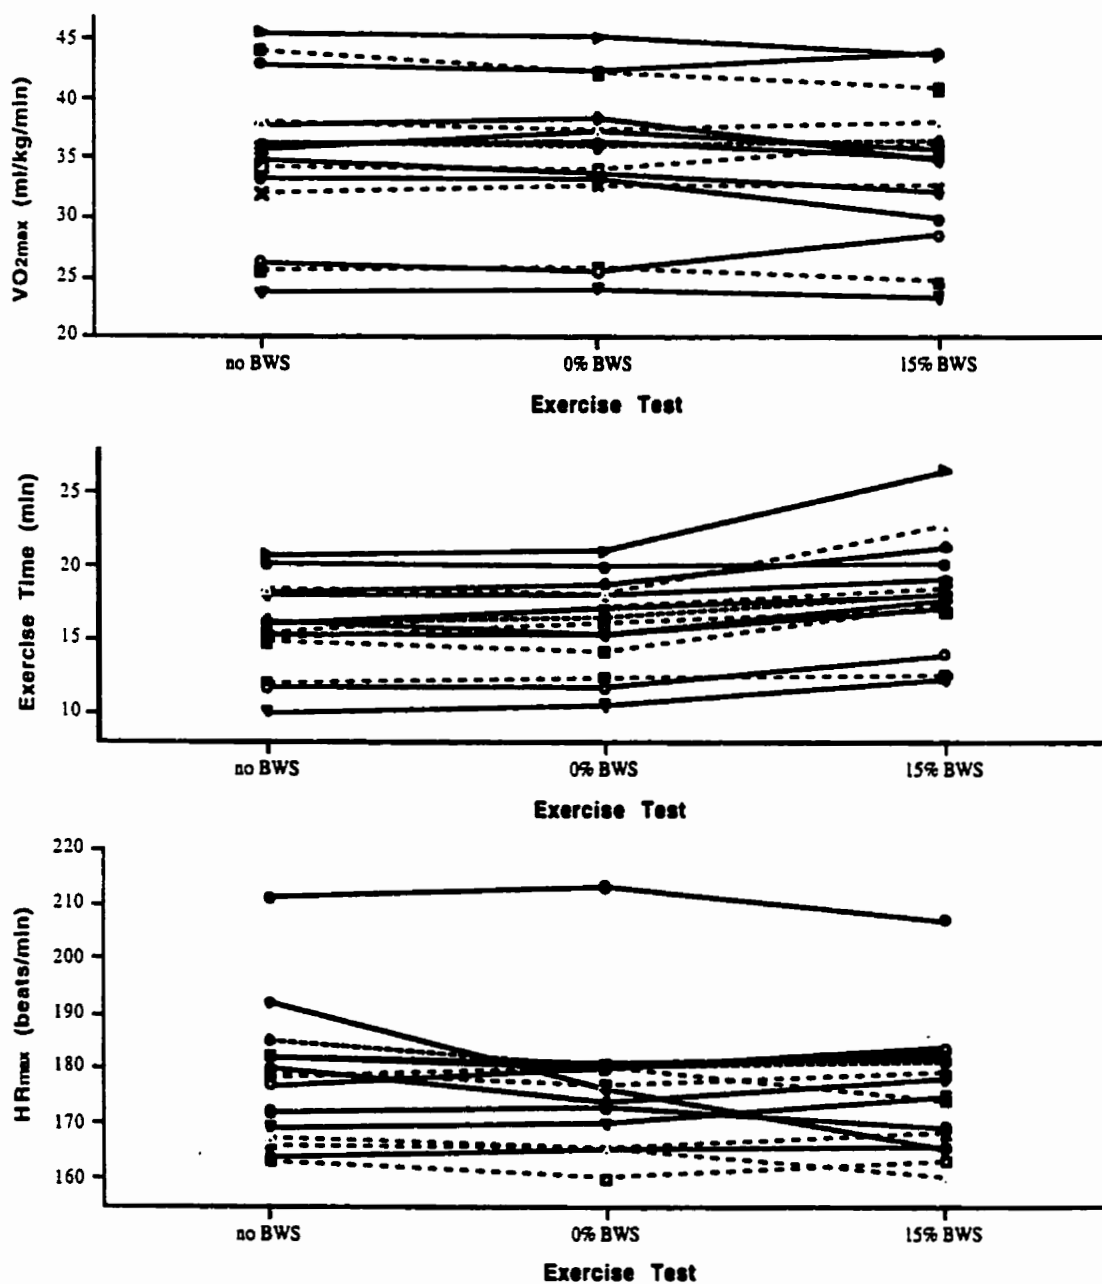 VO2max (ml/kg/min)
45
40
35
30
25
20
no BWS 0% BWS 15% BWS
Exercise Test
Exercise Time (min)
25
20
15
10
no BWS 0% BWS 15% BWS
Exercise Test
HRmax (beats/min)
220
210
200
190
180
170
160
no BWS 0% BWS 15% BWS
Exercise Test